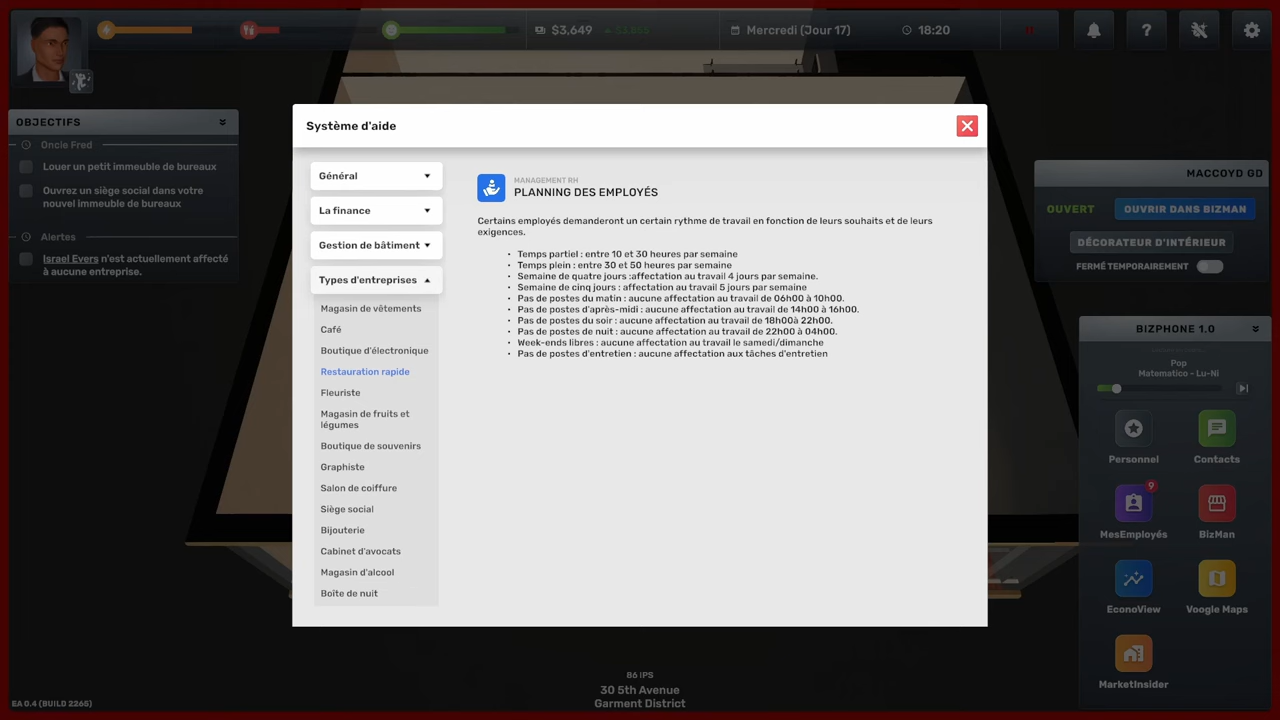 $3,649
$3,865
Mercredi (Jour 17)
18:20
?
OBJECTIFS
Oncle Fred
Louer un petit immeuble de bureaux
Ouvrez un siège social dans votre
nouvel immeuble de bureaux
Alertes
Israel Evers n'est actuellement affecté
à aucune entreprise.
Système d'aide
Général
La finance
Gestion de bâtiment
Types d'entreprises
Magasin de vêtements
Café
Boutique d'électronique
Restauration rapide
Fleuriste
Magasin de fruits et
légumes
Boutique de souvenirs
Graphiste
Salon de coiffure
Siège social
Bijouterie
Cabinet d'avocats
Magasin d'alcool
Boîte de nuit
MANAGEMENT RH
PLANNING DES EMPLOYÉS
Certains employés demanderont un certain rythme de travail en fonction de leurs souhaits et de leurs
exigences.
• Temps partiel : entre 10 et 30 heures par semaine
• Temps plein : entre 30 et 50 heures par semaine
• Semaine de quatre jours :affectation au travail 4 jours par semaine.
• Semaine de cinq jours : affectation au travail 5 jours par semaine
• Pas de postes du matin : aucune affectation au travail de 06h00 à 10h00.
• Pas de postes d'après-midi : aucune affectation au travail de 14h00 à 16h00.
• Pas de postes du soir : aucune affectation au travail de 18h00à 22h00.
• Pas de postes de nuit : aucune affectation au travail de 22h00 à 04h00.
• Week-ends libres : aucune affectation au travail le samedi/dimanche
• Pas de postes d'entretien : aucune affectation aux tâches d'entretien
MACCOYD GD
OUVERT
OUVRIR DANS BIZMAN
DÉCORATEUR D'INTÉRIEUR
FERMÉ TEMPORAIREMENT
BIZPHONE 1.0
Pop
Matematico - Lu-Ni
Personnel
Contacts
9
MesEmployés
BizMan
EconoView
Voogle Maps
MarketInsider
86 IPS
30 5th Avenue
Garment District
EA 0.4 (BUILD 2265)